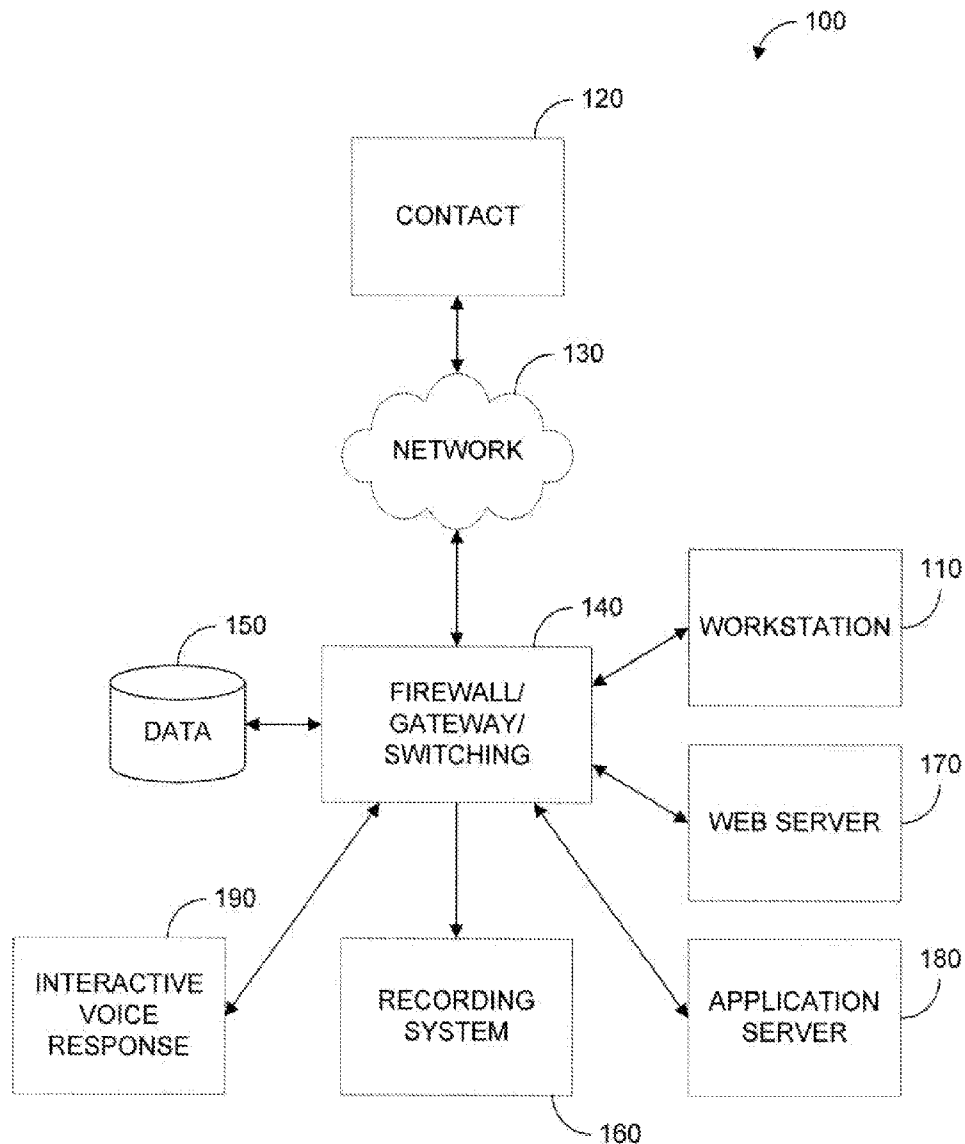 100
120
CONTACT
130
NETWORK
110
WORKSTATION
140
150
FIREWALL/
GATEWAY/
SWITCHING
DATA
170
WEB SERVER
190
INTERACTIVE
VOICE
RESPONSE
RECORDING
SYSTEM
180
APPLICATION
SERVER
160